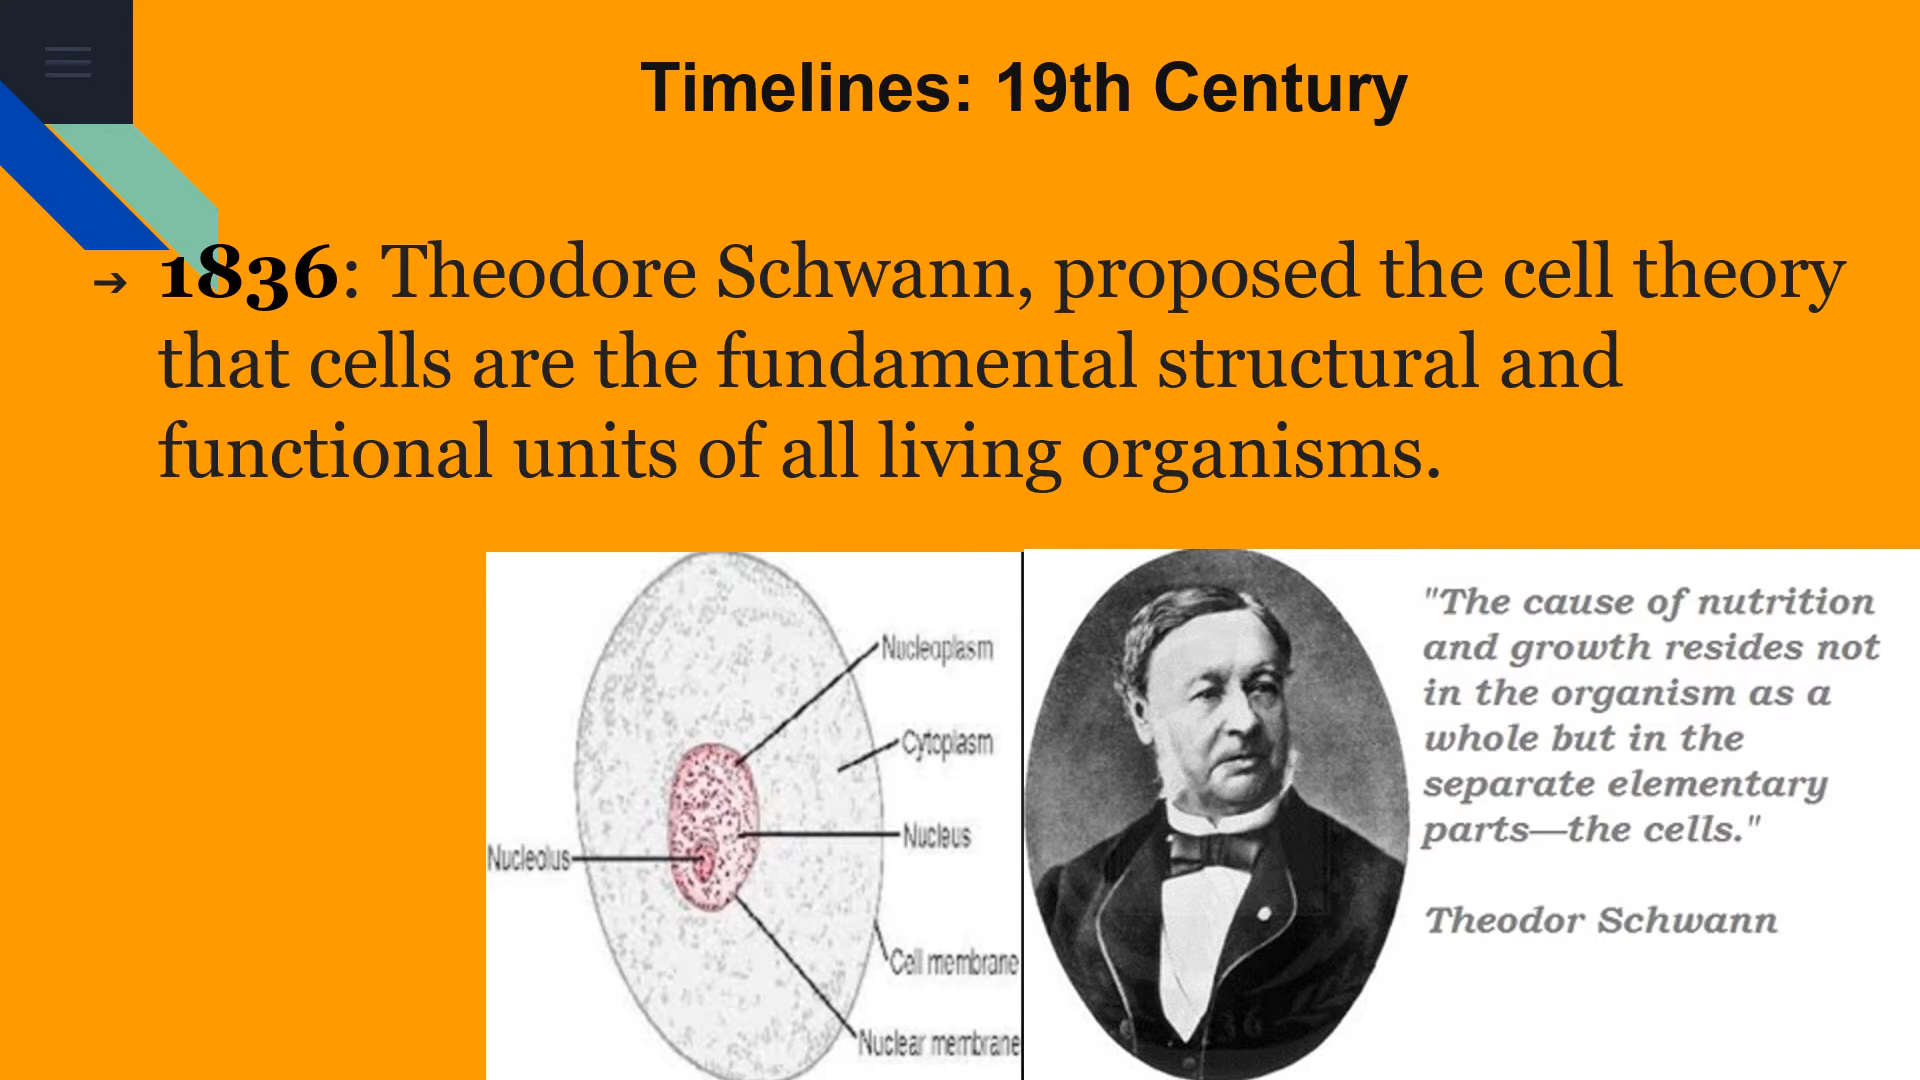 Timelines: 19th Century
➔ 1836: Theodore Schwann, proposed the cell theory
that cells are the fundamental structural and
functional units of all living organisms.
Nucleoplasm
Cytoplasm
Nucleus
Nucleolus
Cell membrane
Nuclear membrane
"The cause of nutrition
and growth resides not
in the organism as a
whole but in the
separate elementary
parts—the cells."
Theodor Schwann